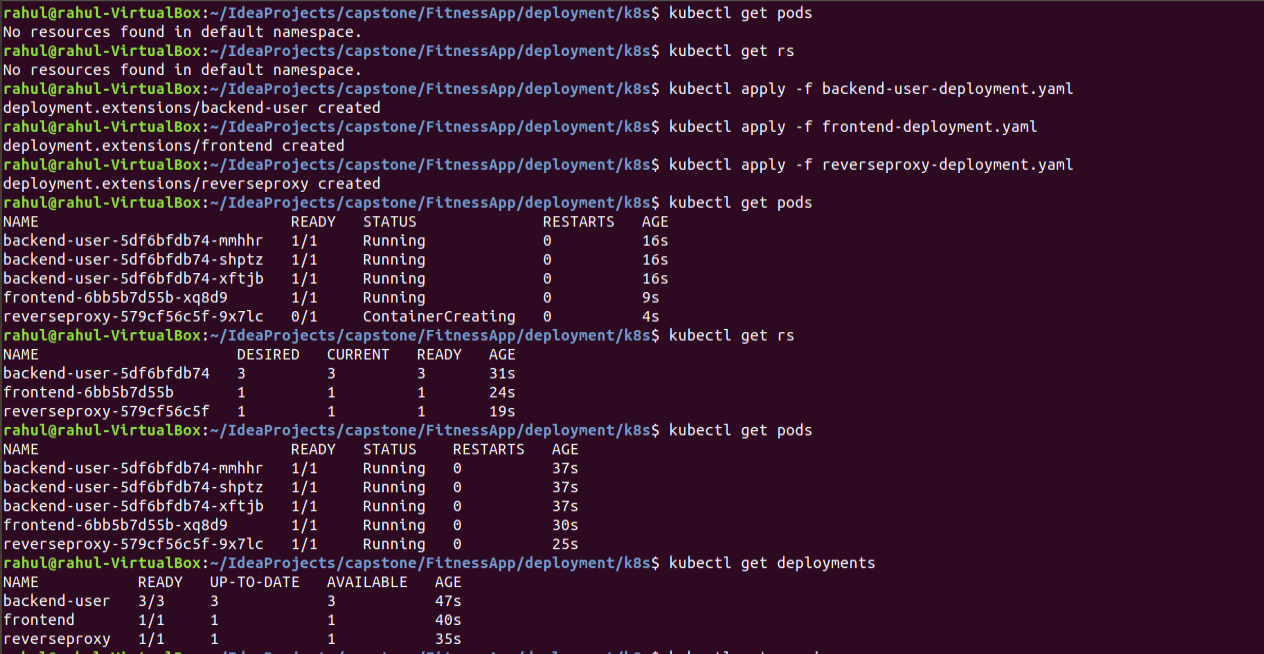 rahul@rahul-VirtualBox:~/IdeaProjects/capstone/FitnessApp/deployment/k8s$ kubectl get pods
No resources found in default namespace.
rahul@rahul-VirtualBox:~/IdeaProjects/capstone/FitnessApp/deployment/k8s$ kubectl get rs
No resources found in default namespace.
rahul@rahul-VirtualBox:~/IdeaProjects/capstone/FitnessApp/deployment/k8s$ kubectl apply -f backend-user-deployment.yaml
deployment.extensions/backend-user created
rahul@rahul-VirtualBox:~/IdeaProjects/capstone/FitnessApp/deployment/k8s$ kubectl apply -f frontend-deployment.yaml
deployment.extensions/frontend created
rahul@rahul-VirtualBox:~/IdeaProjects/capstone/FitnessApp/deployment/k8s$ kubectl apply -f reverseproxy-deployment.yaml
deployment.extensions/reverseproxy created
rahul@rahul-VirtualBox:~/IdeaProjects/capstone/FitnessApp/deployment/k8s$ kubectl get pods
NAME                            READY   STATUS              RESTARTS   AGE
backend-user-5df6bfdb74-mmhhr   1/1     Running             0          16s
backend-user-5df6bfdb74-shptz   1/1     Running             0          16s
backend-user-5df6bfdb74-xftjb   1/1     Running             0          16s
frontend-6bb5b7d55b-xq8d9       1/1     Running             0          9s
reverseproxy-579cf56c5f-9x7lc   0/1     ContainerCreating   0          4s
rahul@rahul-VirtualBox:~/IdeaProjects/capstone/FitnessApp/deployment/k8s$ kubectl get rs
NAME                      DESIRED   CURRENT   READY   AGE
backend-user-5df6bfdb74   3         3         3       31s
frontend-6bb5b7d55b       1         1         1       24s
reverseproxy-579cf56c5f   1         1         1       19s
rahul@rahul-VirtualBox:~/IdeaProjects/capstone/FitnessApp/deployment/k8s$ kubectl get pods
NAME                            READY   STATUS    RESTARTS   AGE
backend-user-5df6bfdb74-mmhhr   1/1     Running   0          37s
backend-user-5df6bfdb74-shptz   1/1     Running   0          37s
backend-user-5df6bfdb74-xftjb   1/1     Running   0          37s
frontend-6bb5b7d55b-xq8d9       1/1     Running   0          30s
reverseproxy-579cf56c5f-9x7lc   1/1     Running   0          25s
rahul@rahul-VirtualBox:~/IdeaProjects/capstone/FitnessApp/deployment/k8s$ kubectl get deployments
NAME           READY   UP-TO-DATE   AVAILABLE   AGE
backend-user   3/3     3            3           47s
frontend       1/1     1            1           40s
reverseproxy   1/1     1            1           35s